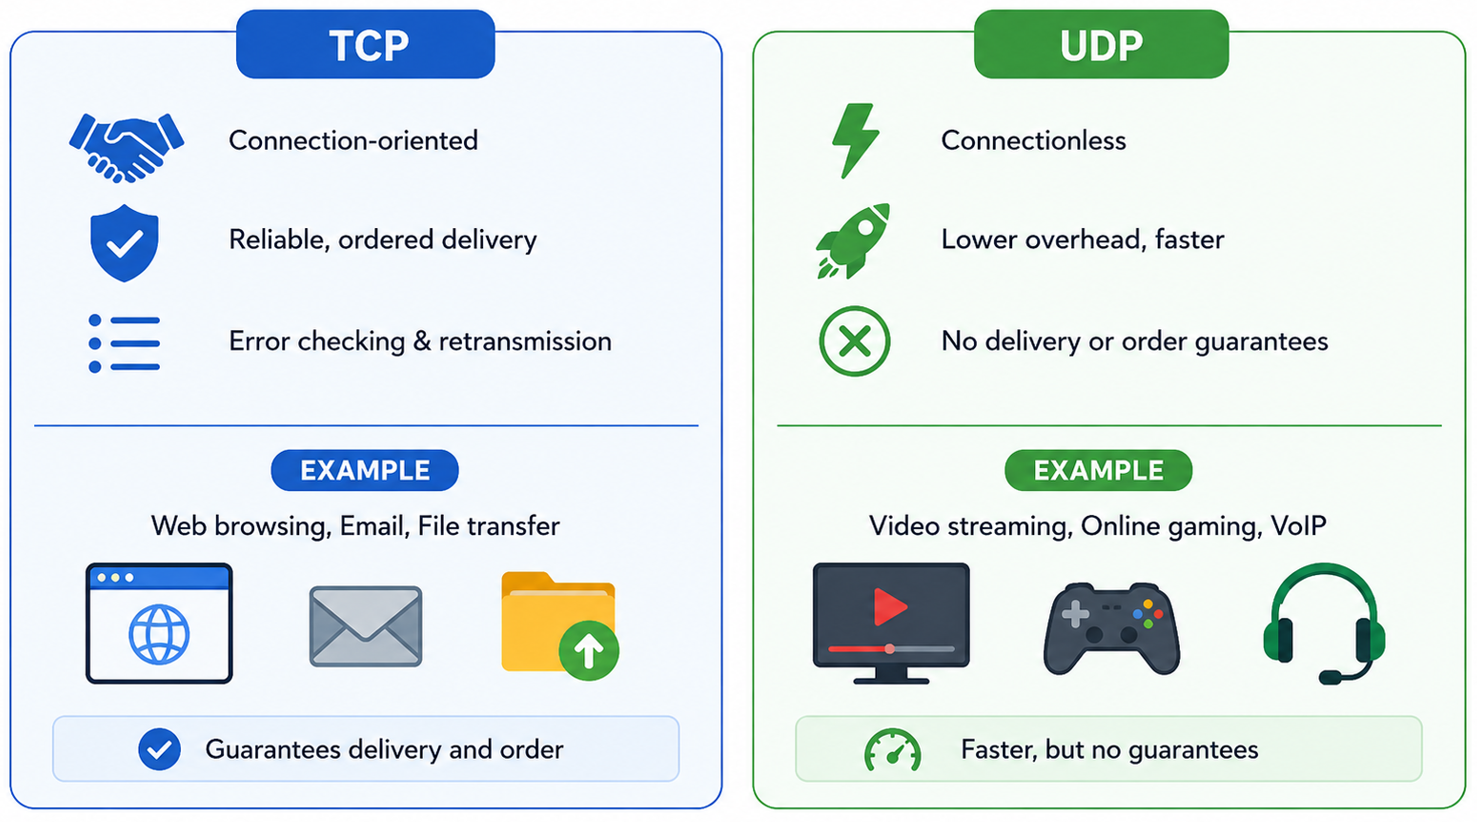 TCP
Connection-oriented
Reliable, ordered delivery
Error checking & retransmission
EXAMPLE
Web browsing, Email, File transfer
Guarantees delivery and order
UDP
Connectionless
Lower overhead, faster
No delivery or order guarantees
EXAMPLE
Video streaming, Online gaming, VoIP
Faster, but no guarantees